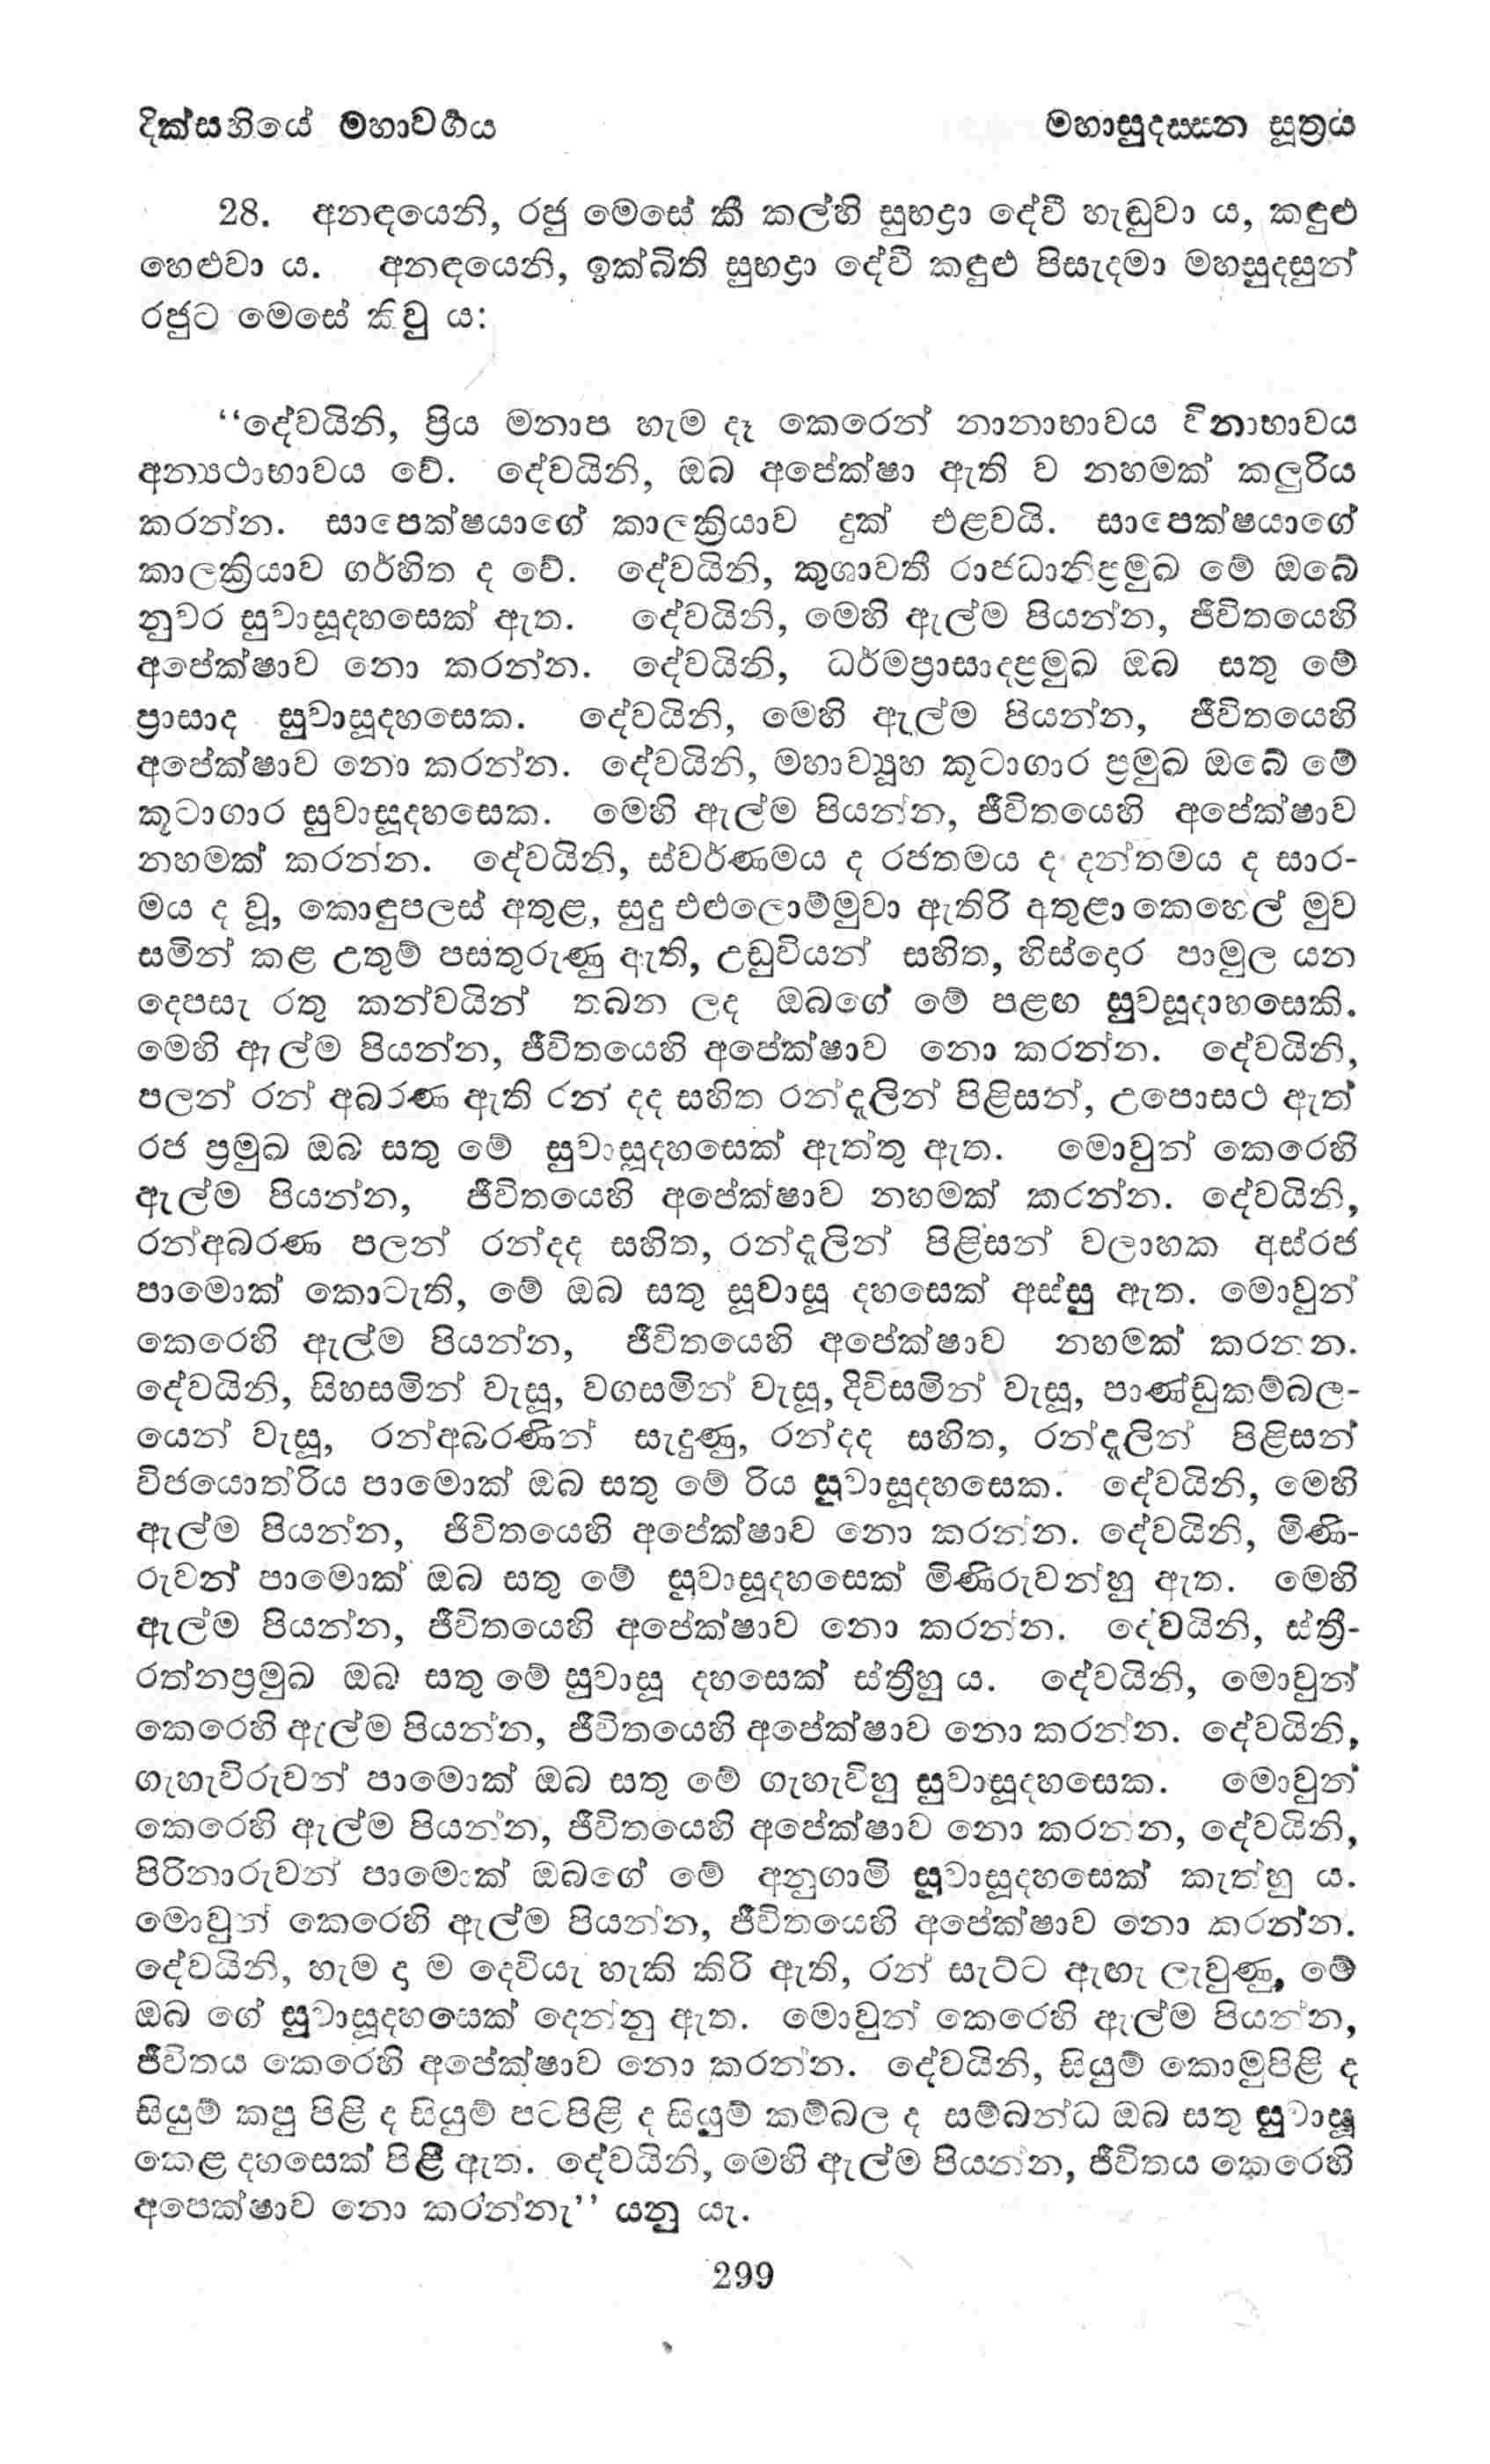 දික්සඟියේ මහාවර්‍ගය මහාසුදස්සන සූත්‍රය
28. අනඳයෙනි, රජු මෙසේ කී කල්හි සුභද්‍රා දේවී හැඬුවා ය, කඳුළු
හෙළුවා ය. අනඳයෙනි, ඉක්බිති සුභද්‍රා දේවී කඳුළු පිසැදමා මහසුදසුන්
රජුට මෙසේ කිවු ය:
“දේවයිනි, ප්‍රිය මනාප හැම දෑ කෙරෙන් නානාභාවය විනාභාවය
අන්‍යථාභාවය වේ. දේවයිනි, ඔබ අපේක්ෂා ඇති ව නහමක් කලුරිය
කරන්න. සාපෙක්ෂයාගේ කාලක්‍රියාව දුක් එළවයි. සාපෙක්ෂයාගේ
කාලක්‍රියාව ගර්හිත ද වේ. දේවයිනි, කුශාවතී රාජධානිප්‍රමුඛ මේ ඔබේ
නුවර සුවාසූදහසෙක් ඇත. දේවයිනි, මෙහි ඇල්ම පියන්න, ජීවිතයෙහි
අපේක්ෂාව නො කරන්න. දේවයිනි, ධර්මප්‍රාසාදප්‍රමුඛ ඔබ සතු මේ
ප්‍රාසාද සුවාසූදහසෙක. දේවයිනි, මෙහි ඇල්ම පියන්න, ජීවිතයෙහි
අපේක්ෂාව නො කරන්න. දේවයිනි, මහාව්‍යූහ කූටාගාර ප්‍රමුඛ ඔබේ මේ
කූටාගාර සුවාසූදහසෙක. මෙහි ඇල්ම පියන්න, ජීවිතයෙහි අපේක්ෂාව
නහමක් කරන්න. දේවයිනි, ස්වර්ණමය ද රජතමය ද දන්තමය ද සාර-
මය ද වූ, කොඳුපලස් අතුළ, සුදු එළුලොම්මුවා ඇතිරි අතුළා කෙහෙල් මුව
සමින් කළ උතුම් පසතුරුණු ඇති, උඩුවියන් සහිත, හිස්දොර පාමුල යන
දෙපසැ රතු කන්වයින් තබන ලද ඔබගේ මේ පළඟ සුවසූදාහසෙකි.
මෙහි ඇල්ම පියන්න, ජීවිතයෙහි අපේක්ෂාව නො කරන්න. දේවයිනි,
පලන් රන් අබරණ ඇති රන් දද සහිත රන්දැලින් පිළිසන්, උපොසථ ඇත්
රජ ප්‍රමුඛ ඔබ සතු මේ සුවාසූදහසෙක් ඇත්තු ඇත. මොවුන් කෙරෙහි
ඇල්ම පියන්න, ජීවිතයෙහි අපේක්ෂාව නහමක් කරන්න. දේවයිනි,
රන්අබරණ පලන් රන්දද සහිත, රන්දැලින් පිළිසන් වලාහක අස්රජ
පාමොක් කොටැති, මේ ඔබ සතු සුවාසූ දහසෙක් අස්සු ඇත. මොවුන්
කෙරෙහි ඇල්ම පියන්න, ජීවිතයෙහි අපේක්ෂාව නහමක් කරනන.
දේවයිනි, සිහසමින් වැසූ, වගසමින් වැසූ, දිවිසමින් වැසූ, පාණ්ඩුකම්බල-
යෙන් වැසූ, රන්අබරණින් සැදුණු, රන්දද සහිත, රන්දැලින් පිළිසන්
විජයොත්රිය පාමොක් ඔබ සතු මේ රිය සුවාසූදහසෙක. දේවයිනි, මෙහි
ඇල්ම පියන්න, ජිවිතයෙහි අපේක්ෂාව නො කරන්න. දේවයිනි, මිණි-
රුවන් පාමොක් ඔබ සතු මේ සුවාසූදහසෙක් මිණිරුවන්හු ඇත. මෙහි
ඇල්ම පියන්න, ජීවිතයෙහි අපේක්ෂාව නො කරන්න. දේවයිනි, ස්ත්‍රී-
රත්නප්‍රමුඛ ඔබ සතු මේ සුවාසූ දහසෙක් ස්ත්‍රීහු ය. දේවයිනි, මොවුන්
කෙරෙහි ඇල්ම පියන්න, ජීවිතයෙහි අපේක්ෂාව නො කරන්න. දේවයිනි,
ගැහැවිරුවන් පාමොක් ඔබ සතු මේ ගැහැවිහු සුවාසූදහසෙක. මොවුන්
කෙරෙහි ඇල්ම පියන්න, ජීවිතයෙහි අපේක්ෂාව නො කරනන, දේවයිනි,
පිරිනාරුවන් පාමොක් ඔබගේ මේ අනුගාමි සුවාසූදහසෙක් කැත්හු ය.
මොවුන් කෙරෙහි ඇල්ම පියන්න, ජීවිතයෙහි අපේක්ෂාව නො කරන්න.
දේවයිනි, හැම දා ම දෙවියැ හැකි කිරි ඇති, රන් සැට්ට ඇඟැ ලැවුණු, මේ
ඔබ ගේ සුවාසූදහසෙක් දෙන්නු ඇත. මොවුන් කෙරෙහි ඇල්ම පියන්න,
ජීවිතය කෙරෙහි අපේක්ෂාව නො කරන්න. දේවයිනි, සියුම් කොමුපිළි ද
සියුම් කපු පිළි ද සියුම් පටපිළි ද සියුම් කම්බල ද සම්බන්ධ ඔබ සතු සුවාසූ
කෙළ දහසෙක් පිළී ඇත. දේවයිනි, මෙහි ඇල්ම පියන්න, ජීවිතය කෙරෙහි
අපෙක්ෂාව නො කරන්නැ” යනු යැ.
299